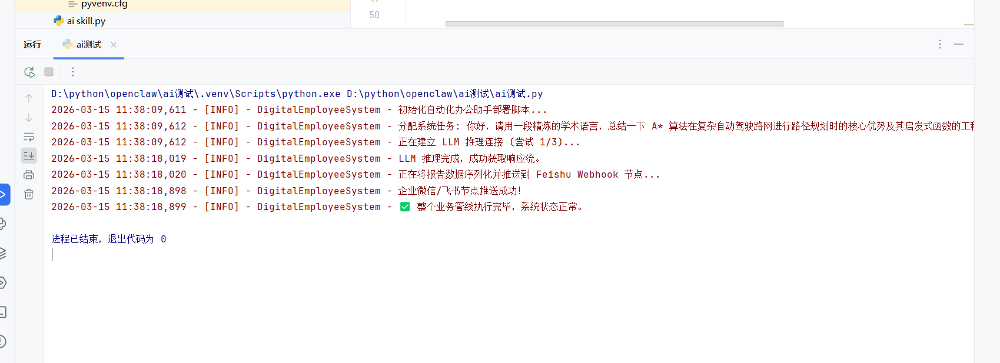 pyvenv.cfg
ai skill.py
50
运行
ai测试
D:\python\openclaw\ai测试\.venv\Scripts\python.exe D:\python\openclaw\ai测试\ai测试.py
2026-03-15 11:38:09,611 - [INFO] - DigitalEmployeeSystem - 初始化自动化办公助手部署脚本...
2026-03-15 11:38:09,612 - [INFO] - DigitalEmployeeSystem - 分配系统任务: 你好，请用一段精炼的学术语言，总结一下 A* 算法在复杂自动驾驶路网进行路径规划时的核心优势及其启发式函数的工程
2026-03-15 11:38:09,612 - [INFO] - DigitalEmployeeSystem - 正在建立 LLM 推理连接 (尝试 1/3)...
2026-03-15 11:38:18,019 - [INFO] - DigitalEmployeeSystem - LLM 推理完成，成功获取响应流。
2026-03-15 11:38:18,020 - [INFO] - DigitalEmployeeSystem - 正在将报告数据序列化并推送到 Feishu Webhook 节点...
2026-03-15 11:38:18,898 - [INFO] - DigitalEmployeeSystem - 企业微信/飞书节点推送成功！
2026-03-15 11:38:18,899 - [INFO] - DigitalEmployeeSystem - ✅ 整个业务管线执行完毕，系统状态正常。
进程已结束，退出代码为 0